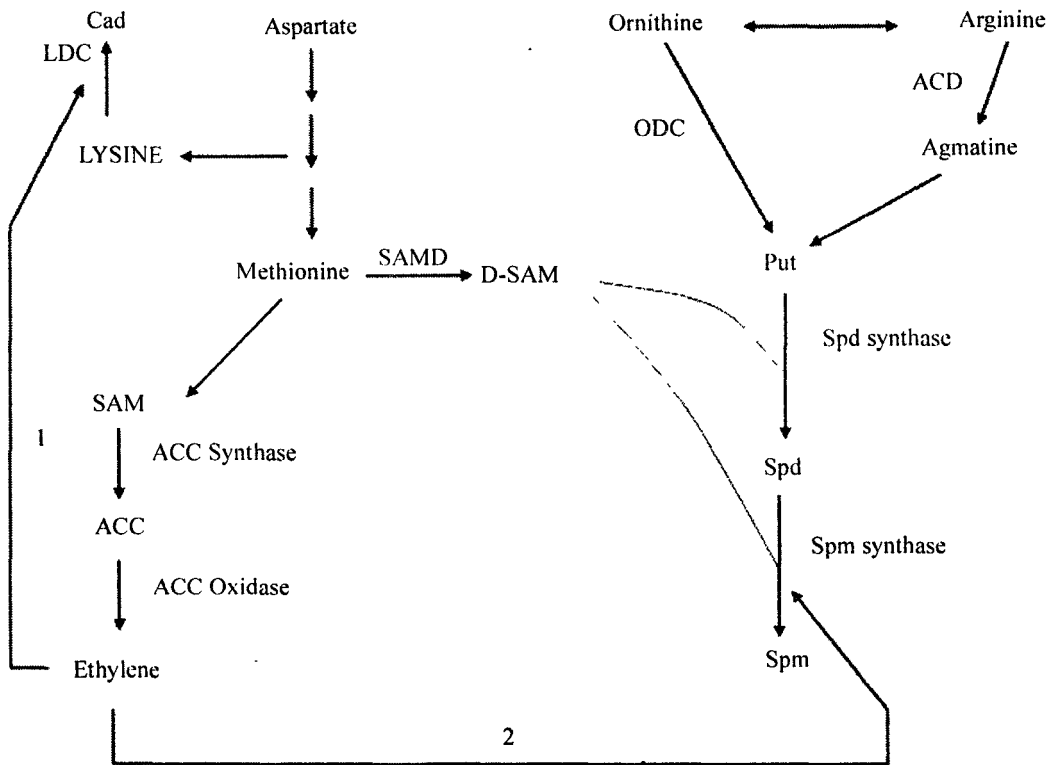 Cad
Aspartate
Ornithine
Arginine
LDC
ACD
ODC
LYSINE
Agmatine
Methionine
SAMD
D-SAM
Put
Spd synthase
SAM
1
ACC Synthase
Spd
ACC
Spm synthase
ACC Oxidase
Ethylene
Spm
2